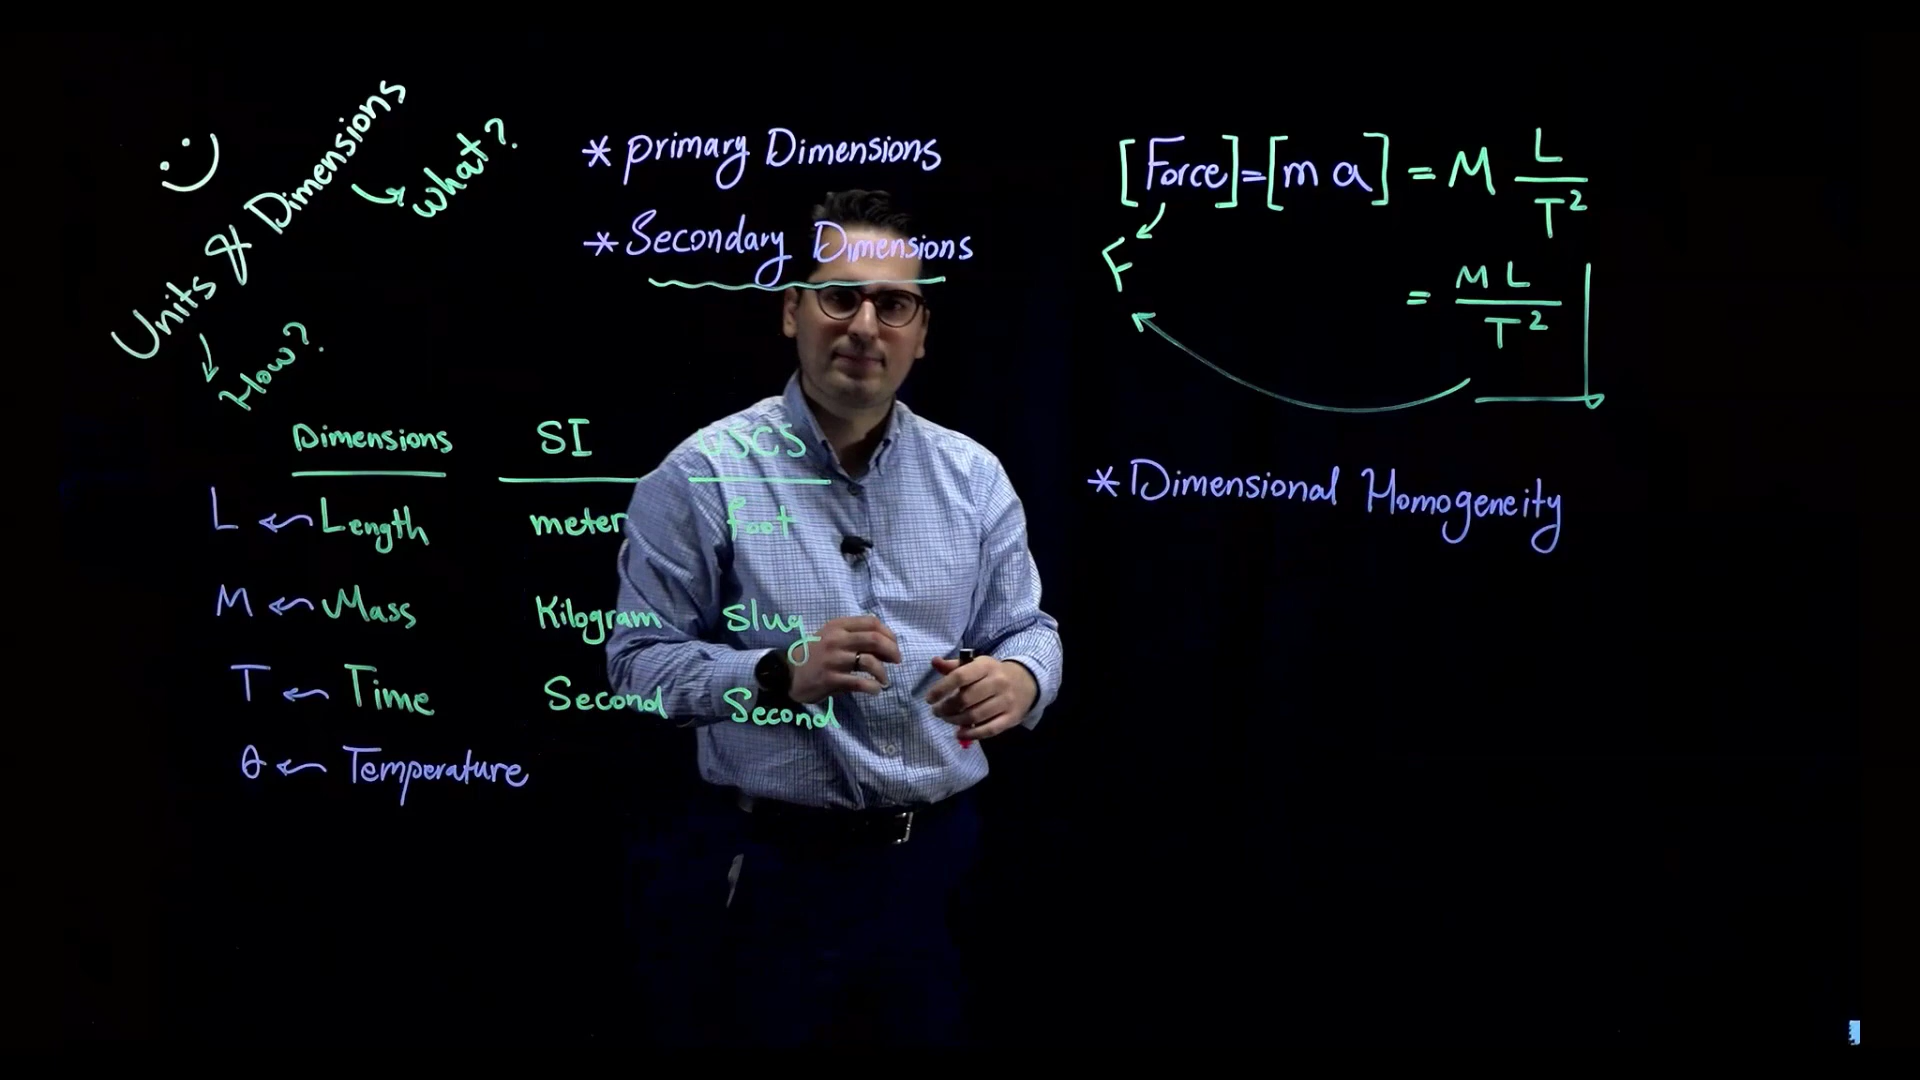 Units & Dimensions
What?
How?
* Primary Dimensions
* Secondary Dimensions
Dimensions SI USCS
L ← Length meter foot
M ← Mass Kilogram Slug
T ← Time Second Second
θ ← Temperature
[Force] = [m a] = M L/T²
F
= ML/T²
* Dimensional Homogeneity